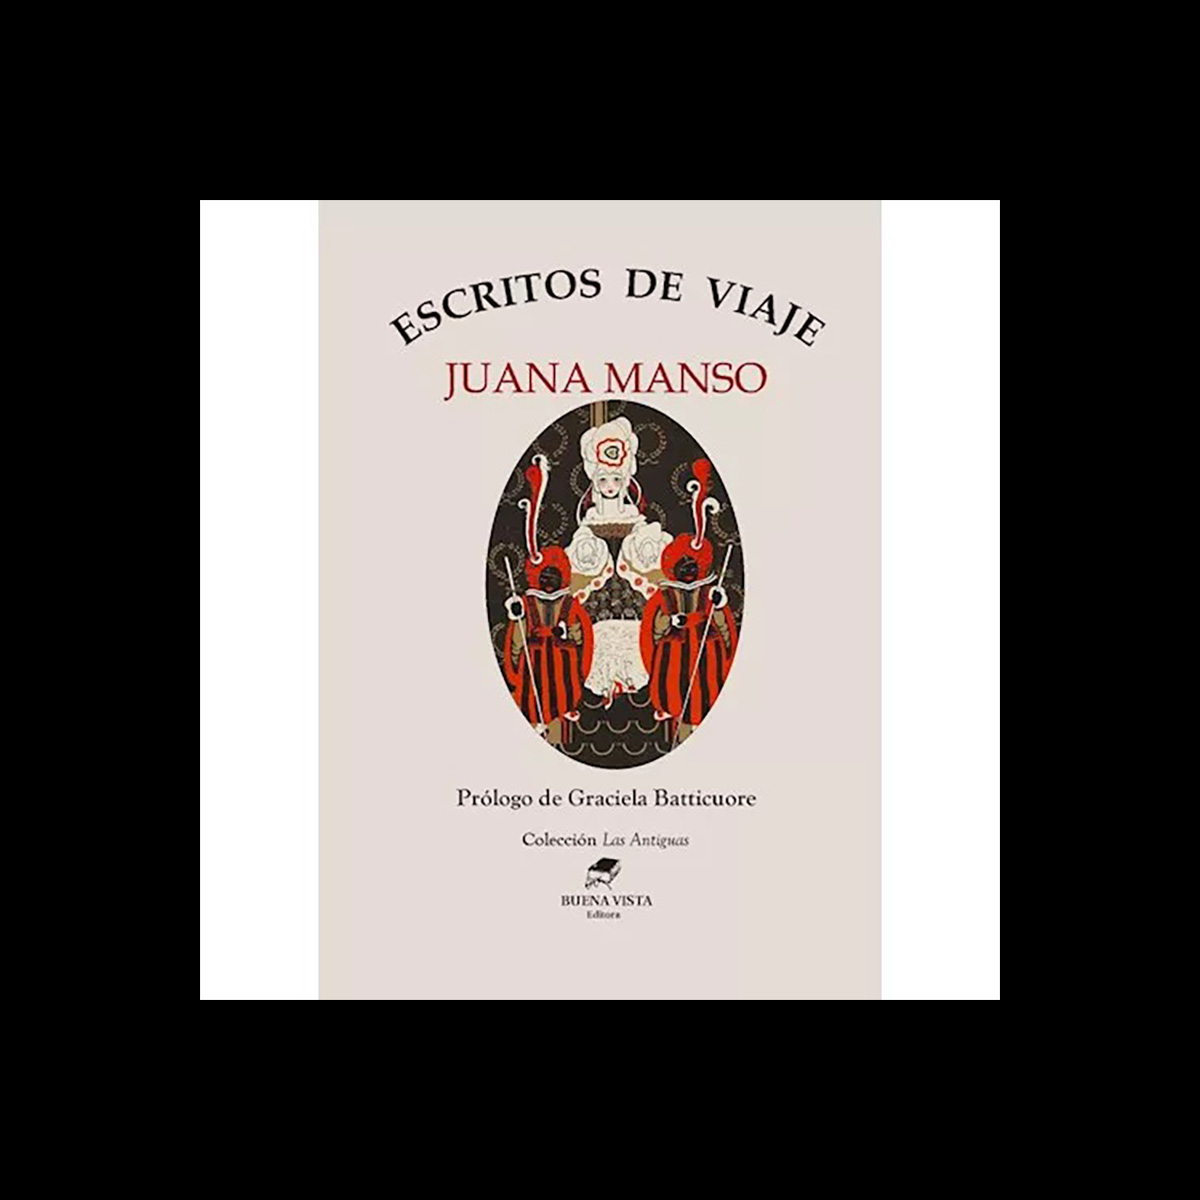 ESCRITOS DE VIAJE
JUANA MANSO
Prólogo de Graciela Batticuore
Colección Las Antiguas
BUENA VISTA
Editora